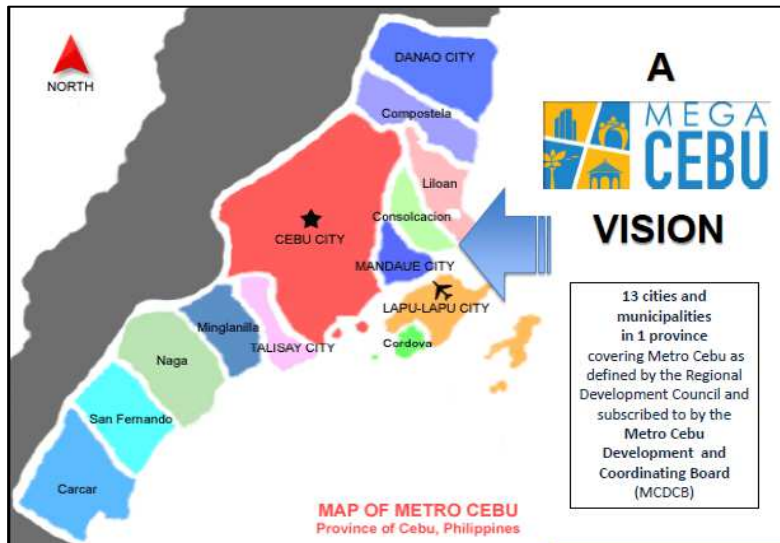 NORTH
DANAO CITY
Compostela
Liloan
Consolcacion
CEBU CITY
MANDAUE CITY
LAPU-LAPU CITY
Cordova
TALISAY CITY
Minglanilla
Naga
San Fernando
Carcar
MAP OF METRO CEBU
Province of Cebu, Philippines
A
MEGA
CEBU
VISION
13 cities and
municipalities
in 1 province
covering Metro Cebu as
defined by the Regional
Development Council and
subscribed to by the
Metro Cebu
Development and
Coordinating Board
(MCDCB)